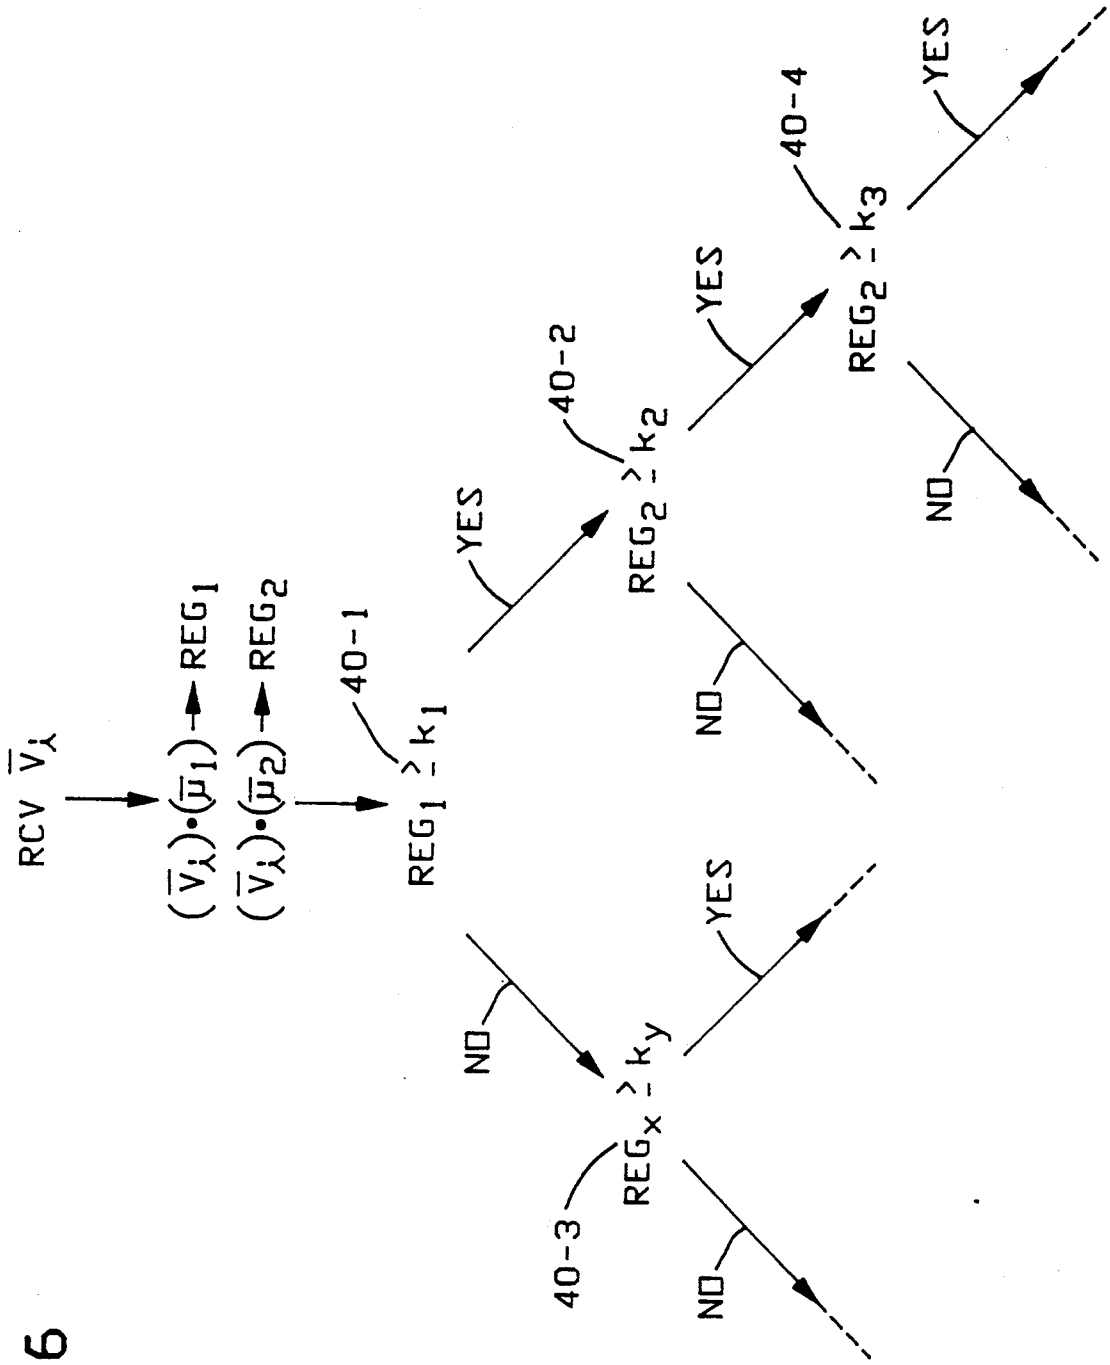 6
RCV V̅ᵢ
(V̅ᵢ)•(μ̅₁) → REG₁
(V̅ᵢ)•(μ̅₂) → REG₂
40-1
REG₁ ≥ k₁
NO
YES
40-3
REGₓ ≥ k_y
40-2
REG₂ ≥ k₂
NO
YES
NO
YES
40-4
REG₂ ≥ k₃
NO
YES